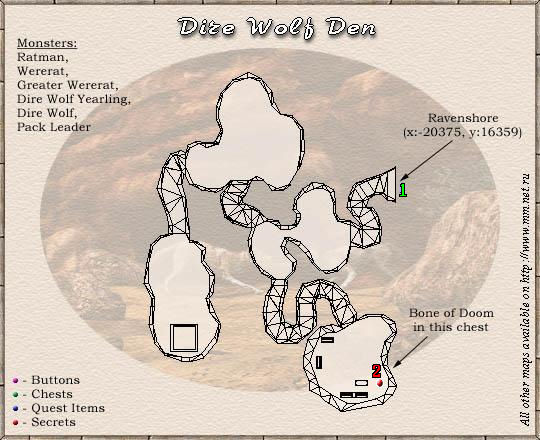 Dire Wolf Den
Monsters:
Ratman,
Wererat,
Greater Wererat,
Dire Wolf Yearling,
Dire Wolf,
Pack Leader
Ravenshore
(x:-20375, y:16359)
1
Bone of Doom
in this chest
2
- Buttons
- Chests
- Quest Items
- Secrets
All other maps available on http://www.mm.net.ru